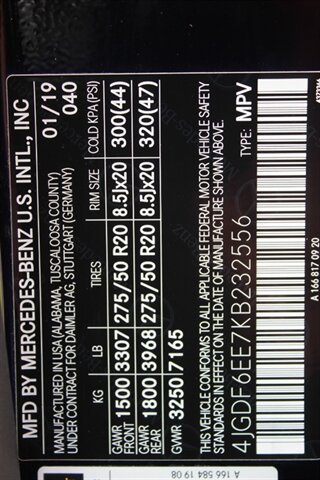 MFD BY MERCEDES-BENZ U.S. INTL., INC
MANUFACTURED IN USA (ALABAMA, TUSCALOOSA COUNTY) 01/19
UNDER CONTRACT FOR DAIMLER AG, STUTTGART (GERMANY) 040
KG LB TIRES RIM SIZE COLD KPA (PSI)
GAWR FRONT 1500 3307 275/50 R20 8.5Jx20 300(44)
GAWR REAR 1800 3968 275/50 R20 8.5Jx20 320(47)
GVWR 3250 7165
THIS VEHICLE CONFORMS TO ALL APPLICABLE FEDERAL MOTOR VEHICLE SAFETY
STANDARDS IN EFFECT ON THE DATE OF MANUFACTURE SHOWN ABOVE.
4JGDF6EE7KB232556 TYPE: MPV
A 166 817 09 20
A 166 584 19 08